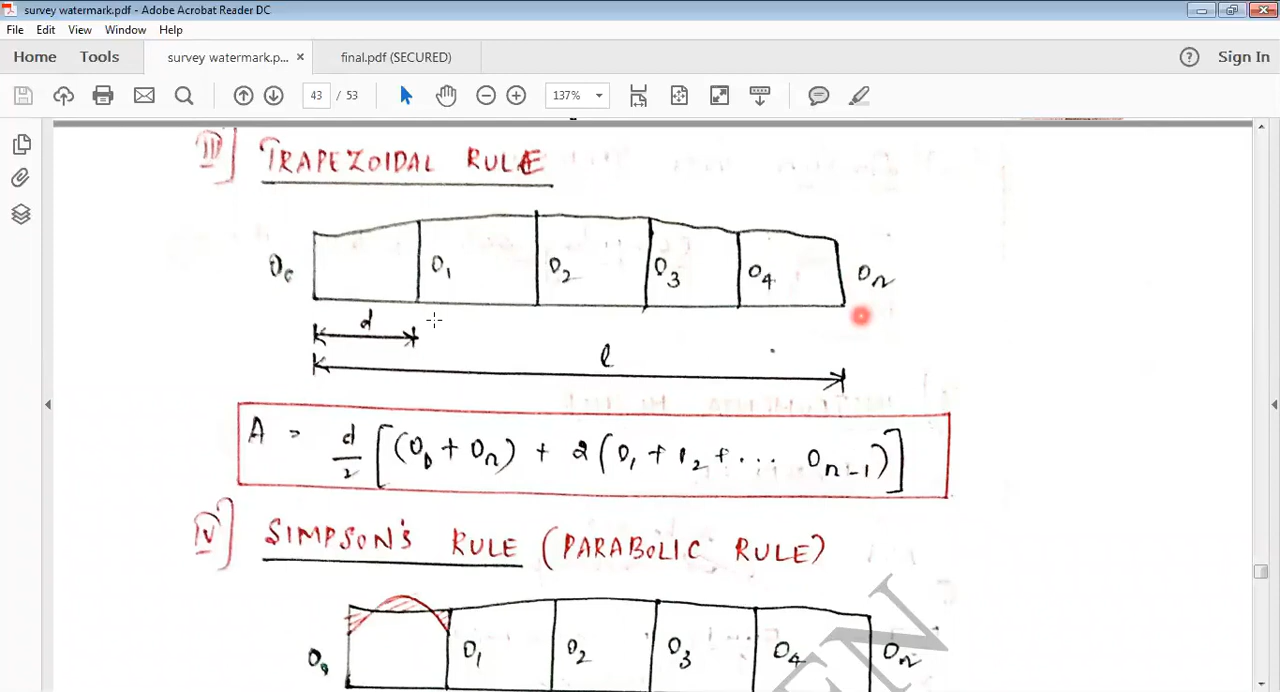 survey watermark.pdf - Adobe Acrobat Reader DC
File Edit View Window Help
Home Tools survey watermark.p... × final.pdf (SECURED) Sign In
43 / 53 137%
III] TRAPEZOIDAL RULE
O0 O1 O2 O3 O4 On
d
l
A = d/2 [(O0 + On) + 2 (O1 + O2 + ... On-1)]
IV] SIMPSON'S RULE (PARABOLIC RULE)
O0 O1 O2 O3 O4 On